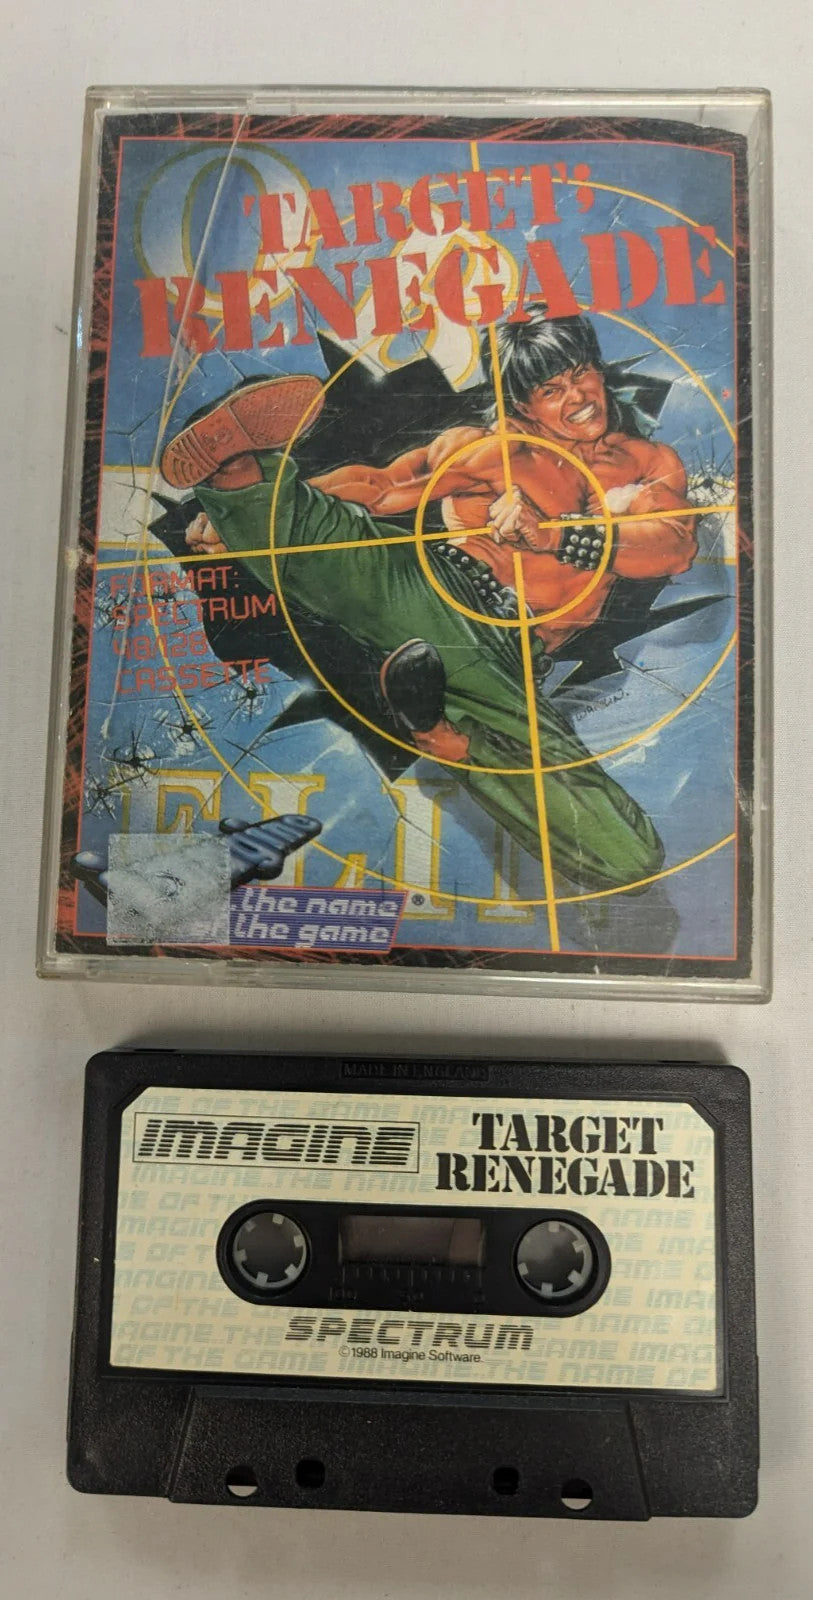 TARGET;
RENEGADE
FORMAT:
SPECTRUM
48/128
CASSETTE
...the name
of the game
®
MADE IN ENGLAND
IMAGINE
TARGET
RENEGADE
SPECTRUM
©1988 Imagine Software.